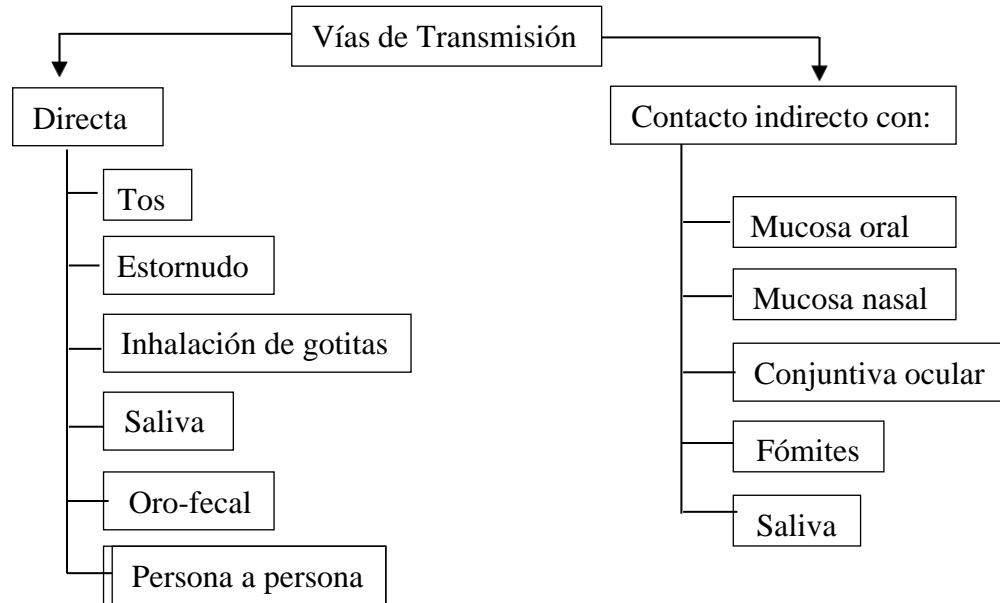 Vías de Transmisión
Directa
Tos
Estornudo
Inhalación de gotitas
Saliva
Oro-fecal
Persona a persona
Contacto indirecto con:
Mucosa oral
Mucosa nasal
Conjuntiva ocular
Fómites
Saliva